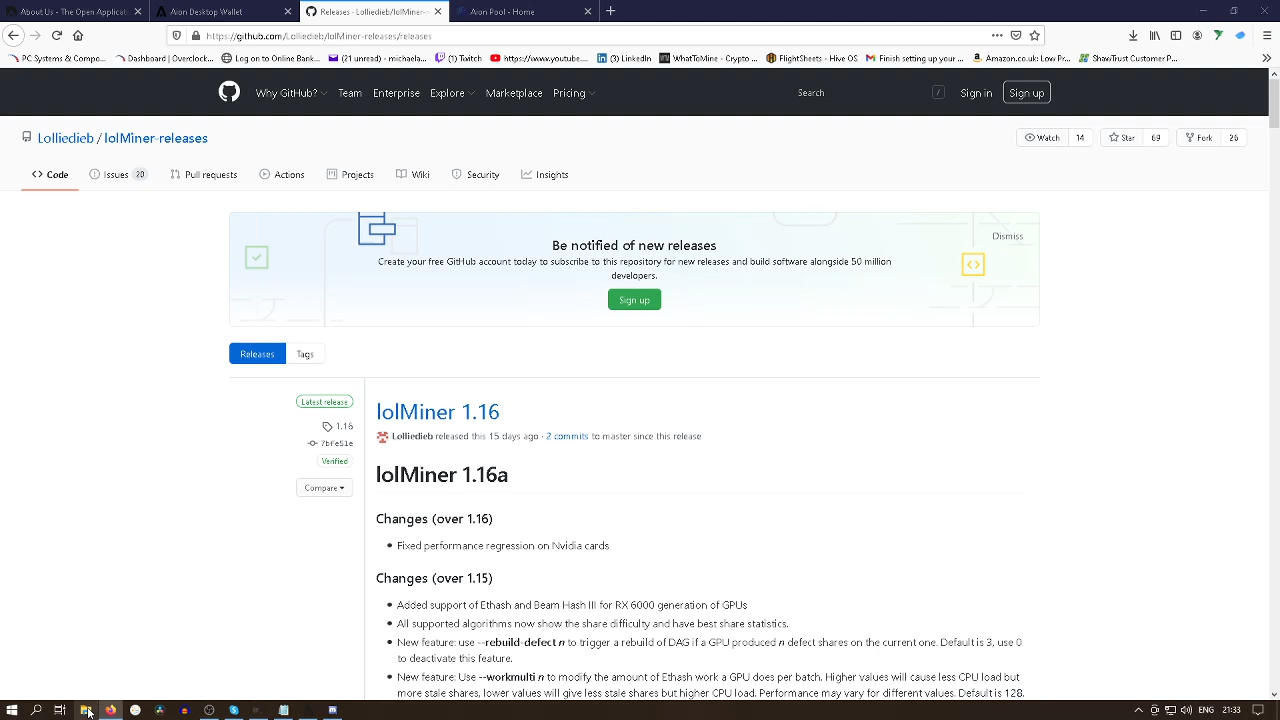 About Us - The Open Applicat
Aion Desktop Wallet
Releases · Lolliedieb/lolMiner-
Aion Pool - Home
https://github.com/Lolliedieb/lolMiner-releases/releases
PC Systems & Compo...
Dashboard | Overclock...
Log on to Online Bank...
(21 unread) - michaela...
(1) Twitch
https://www.youtube....
(3) LinkedIn
WhatToMine - Crypto ...
FlightSheets - Hive OS
Finish setting up your ...
Amazon.co.uk: Low Pr...
ShawTrust Customer P...
Why GitHub?
Team
Enterprise
Explore
Marketplace
Pricing
Search
/
Sign in
Sign up
Lolliedieb / lolMiner-releases
Watch 14
Star 69
Fork 26
Code
Issues 20
Pull requests
Actions
Projects
Wiki
Security
Insights
Be notified of new releases
Dismiss
Create your free GitHub account today to subscribe to this repository for new releases and build software alongside 50 million
developers.
Sign up
Releases
Tags
Latest release
1.16
7bfe51e
Verified
Compare
lolMiner 1.16
Lolliedieb released this 15 days ago · 2 commits to master since this release
lolMiner 1.16a
Changes (over 1.16)
• Fixed performance regression on Nvidia cards
Changes (over 1.15)
• Added support of Ethash and Beam Hash III for RX 6000 generation of GPUs
• All supported algorithms now show the share difficulty and have best share statistics.
• New feature: use --rebuild-defect n to trigger a rebuild of DAG if a GPU produced n defect shares on the current one. Default is 3, use 0
to deactivate this feature.
• New feature: Use --workmulti n to modify the amount of Ethash work a GPU does per batch. Higher values will cause less CPU load but
more stale shares, lower values will give less stale shares but higher CPU load. Performance may vary for different values. Default is 128.
ENG
21:33